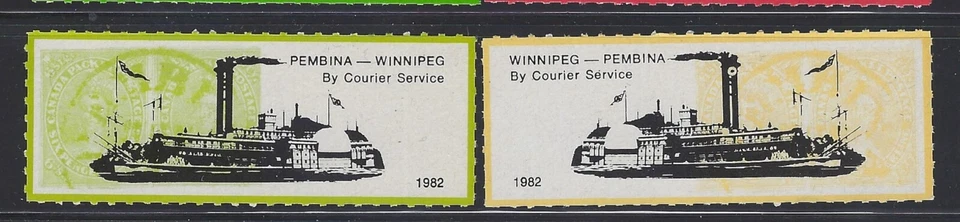 PEMBINA — WINNIPEG
By Courier Service
1982
WINNIPEG — PEMBINA
By Courier Service
1982